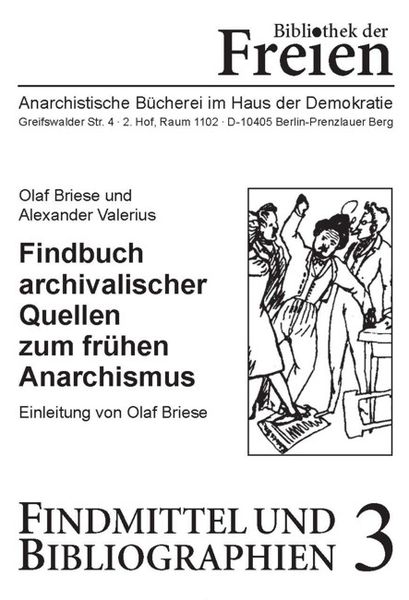 Bibliothek der
Freien
Anarchistische Bücherei im Haus der Demokratie
Greifswalder Str. 4 · 2. Hof, Raum 1102 · D-10405 Berlin-Prenzlauer Berg
Olaf Briese und
Alexander Valerius
Findbuch
archivalischer
Quellen
zum frühen
Anarchismus
Einleitung von Olaf Briese
FINDMITTEL UND
BIBLIOGRAPHIEN 3